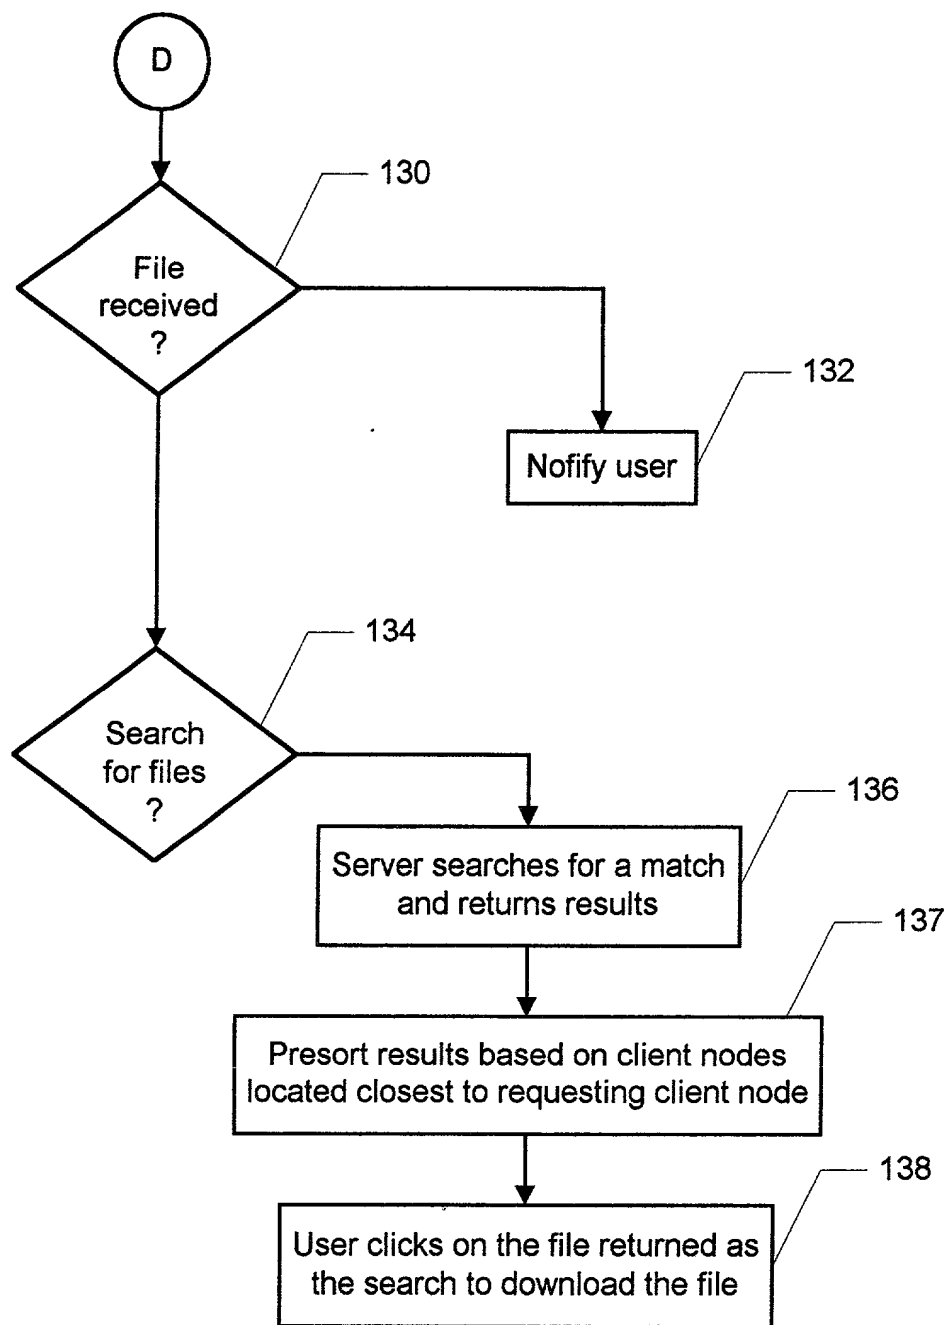 D
130
File
received
?
132
Nofify user
134
Search
for files
?
136
Server searches for a match
and returns results
137
Presort results based on client nodes
located closest to requesting client node
138
User clicks on the file returned as
the search to download the file